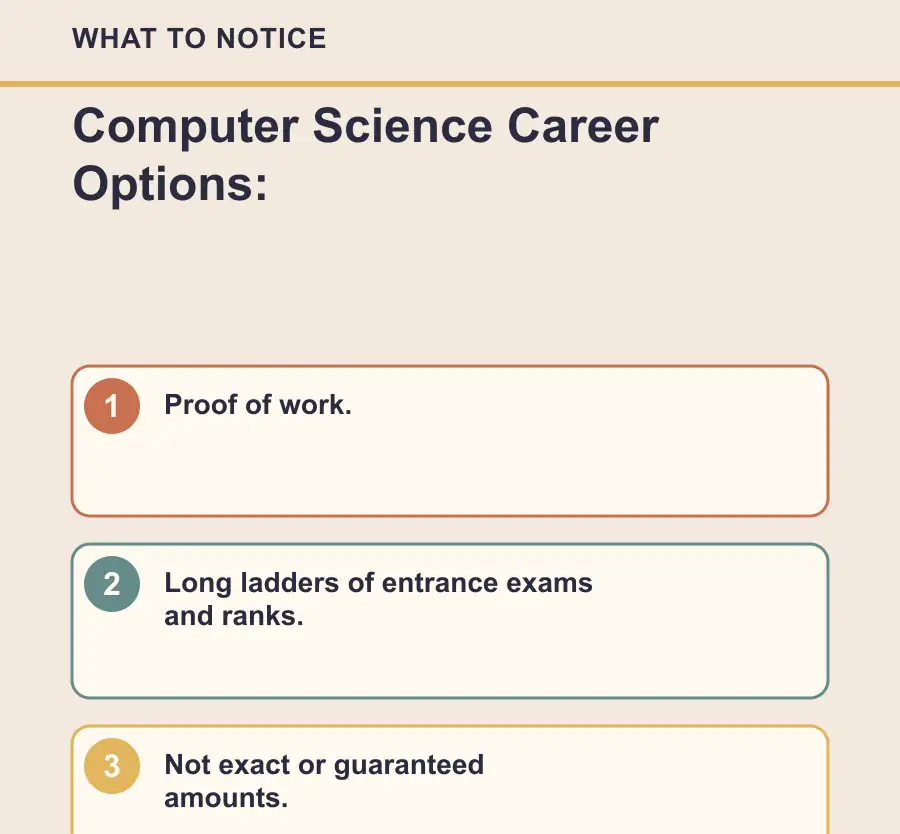 WHAT TO NOTICE
Computer Science Career
Options:
1
Proof of work.
2
Long ladders of entrance exams
and ranks.
3
Not exact or guaranteed
amounts.